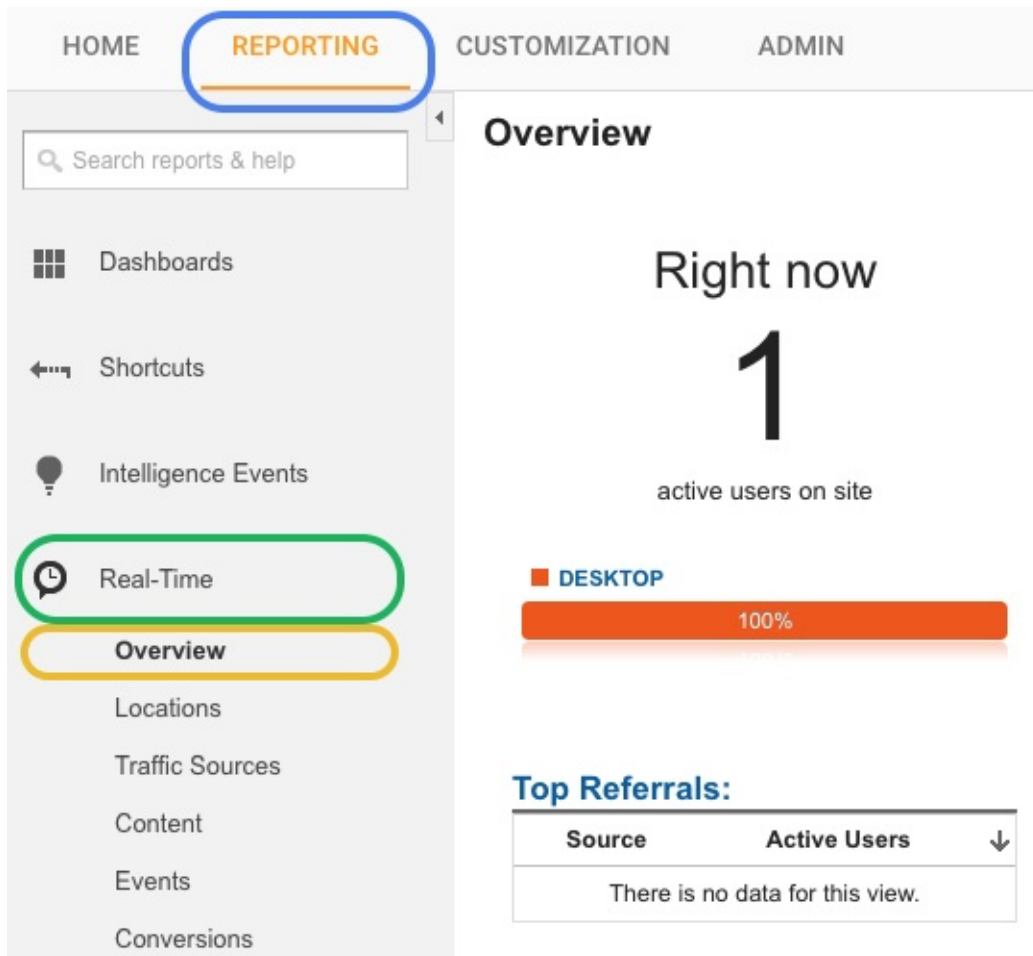 HOME REPORTING CUSTOMIZATION ADMIN
Search reports & help
Dashboards
Shortcuts
Intelligence Events
Real-Time
Overview
Locations
Traffic Sources
Content
Events
Conversions
Overview
Right now
1
active users on site
DESKTOP
100%
Top Referrals:
Source Active Users
There is no data for this view.